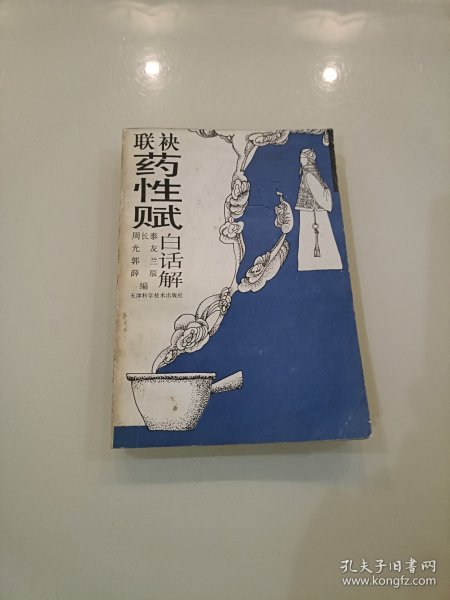 联袂
药性赋
白话解
周长泰
光 友
郭 兰
薛 辰
编
天津科学技术出版社
孔夫子旧书网
www.kongfz.com